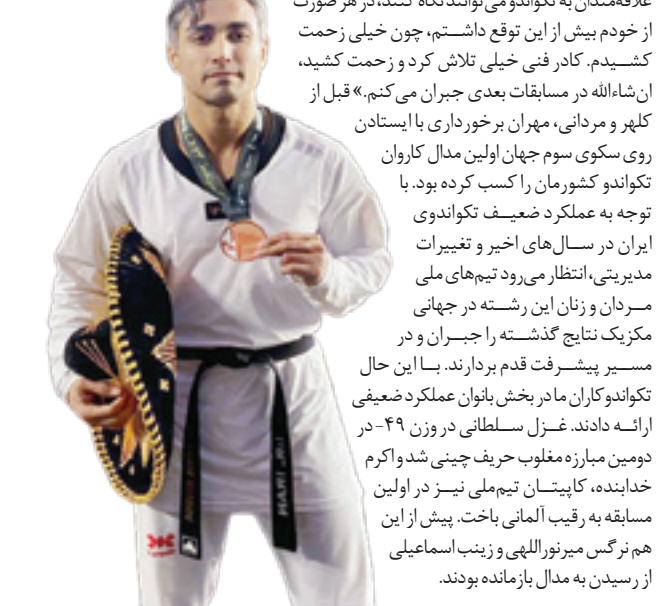 علاقه‌مندان به تکواندو می‌توانند نگاه کنند، در هر صورت
از خودم بیش از این توقع داشتم، چون خیلی زحمت
کشیدم. کادر فنی خیلی تلاش کرد و زحمت کشید،
ان‌شاءالله در مسابقات بعدی جبران می‌کنم.» قبل از
کلهر و مردانی، مهران برخورداری با ایستادن
روی سکوی سوم جهان اولین مدال کاروان
تکواندو کشورمان را کسب کرده بود. با
توجه به عملکرد ضعیف تکواندوی
ایران در سال‌های اخیر و تغییرات
مدیریتی، انتظار می‌رود تیم‌های ملی
مردان و زنان این رشته در جهانی
مکزیک نتایج گذشته را جبران و در
مسیر پیشرفت قدم بردارند. با این حال
تکواندوکاران ما در بخش بانوان عملکرد ضعیفی
ارائه دادند. غزل سلطانی در وزن ۴۹- در
دومین مبارزه مغلوب حریف چینی شد و اکرم
خدابنده، کاپیتان تیم‌ملی نیز در اولین
مسابقه به رقیب آلمانی باخت. پیش از این
هم نرگس میرنوراللهی و زینب اسماعیلی
از رسیدن به مدال بازمانده بودند.